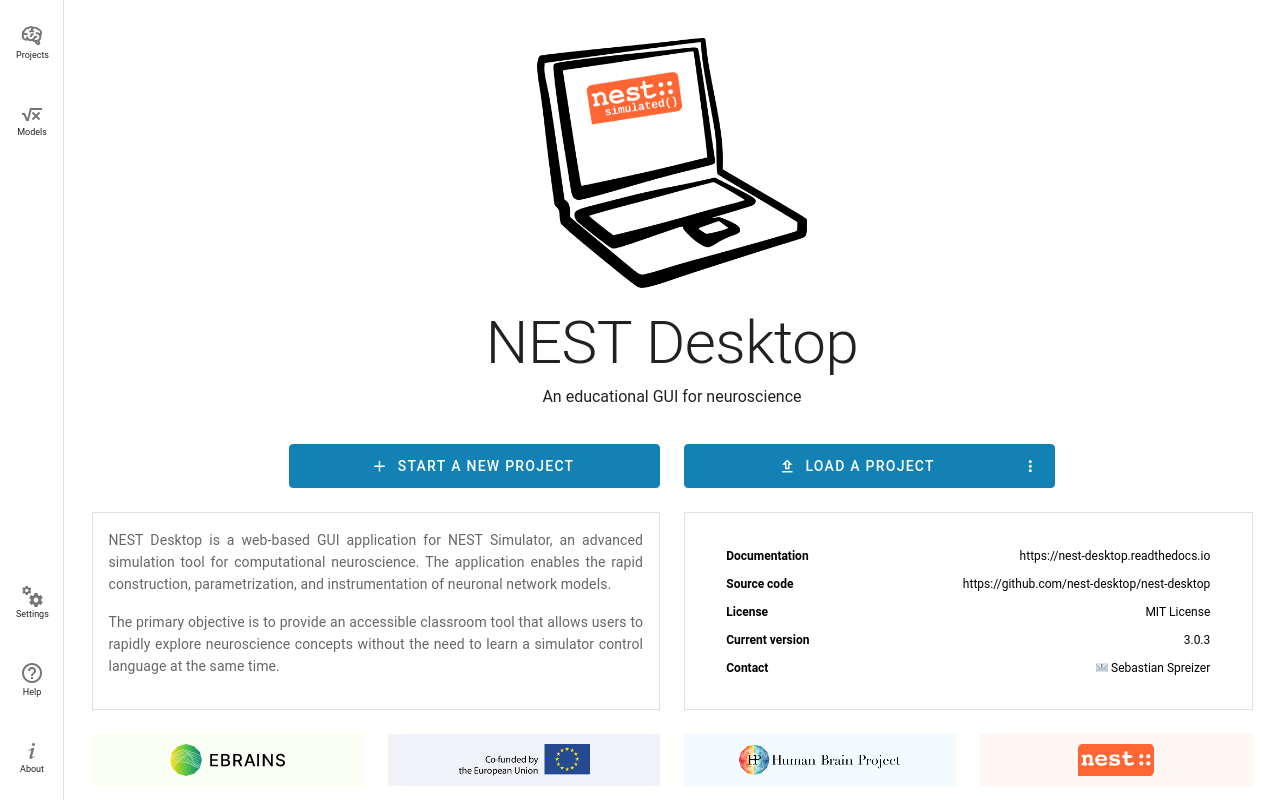 Projects
Models
Settings
Help
About
nest::
simulated()
NEST Desktop
An educational GUI for neuroscience
START A NEW PROJECT
LOAD A PROJECT
NEST Desktop is a web-based GUI application for NEST Simulator, an advanced
simulation tool for computational neuroscience. The application enables the rapid
construction, parametrization, and instrumentation of neuronal network models.
The primary objective is to provide an accessible classroom tool that allows users to
rapidly explore neuroscience concepts without the need to learn a simulator control
language at the same time.
Documentation https://nest-desktop.readthedocs.io
Source code https://github.com/nest-desktop/nest-desktop
License MIT License
Current version 3.0.3
Contact Sebastian Spreizer
EBRAINS
Co-funded by
the European Union
HP Human Brain Project
nest::